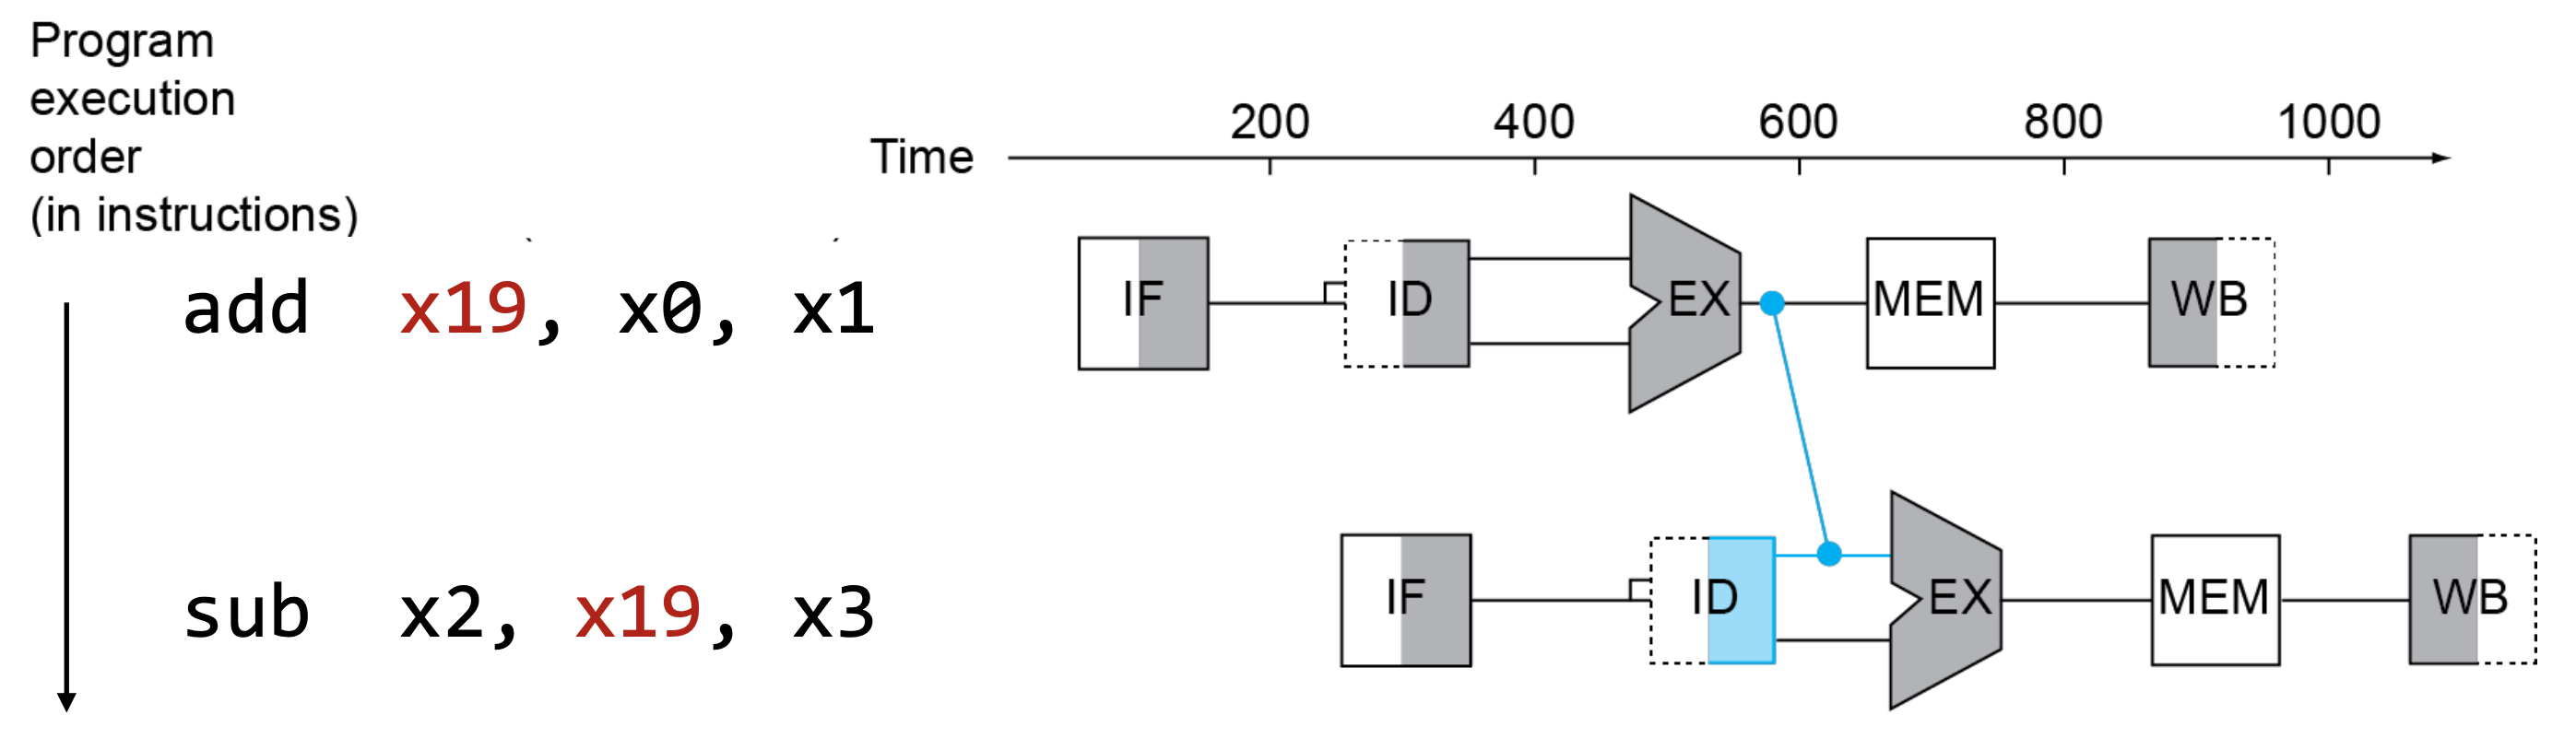 Program
execution
order
(in instructions)
Time
200 400 600 800 1000
add x19, x0, x1
IF ID EX MEM WB
sub x2, x19, x3
IF ID EX MEM WB